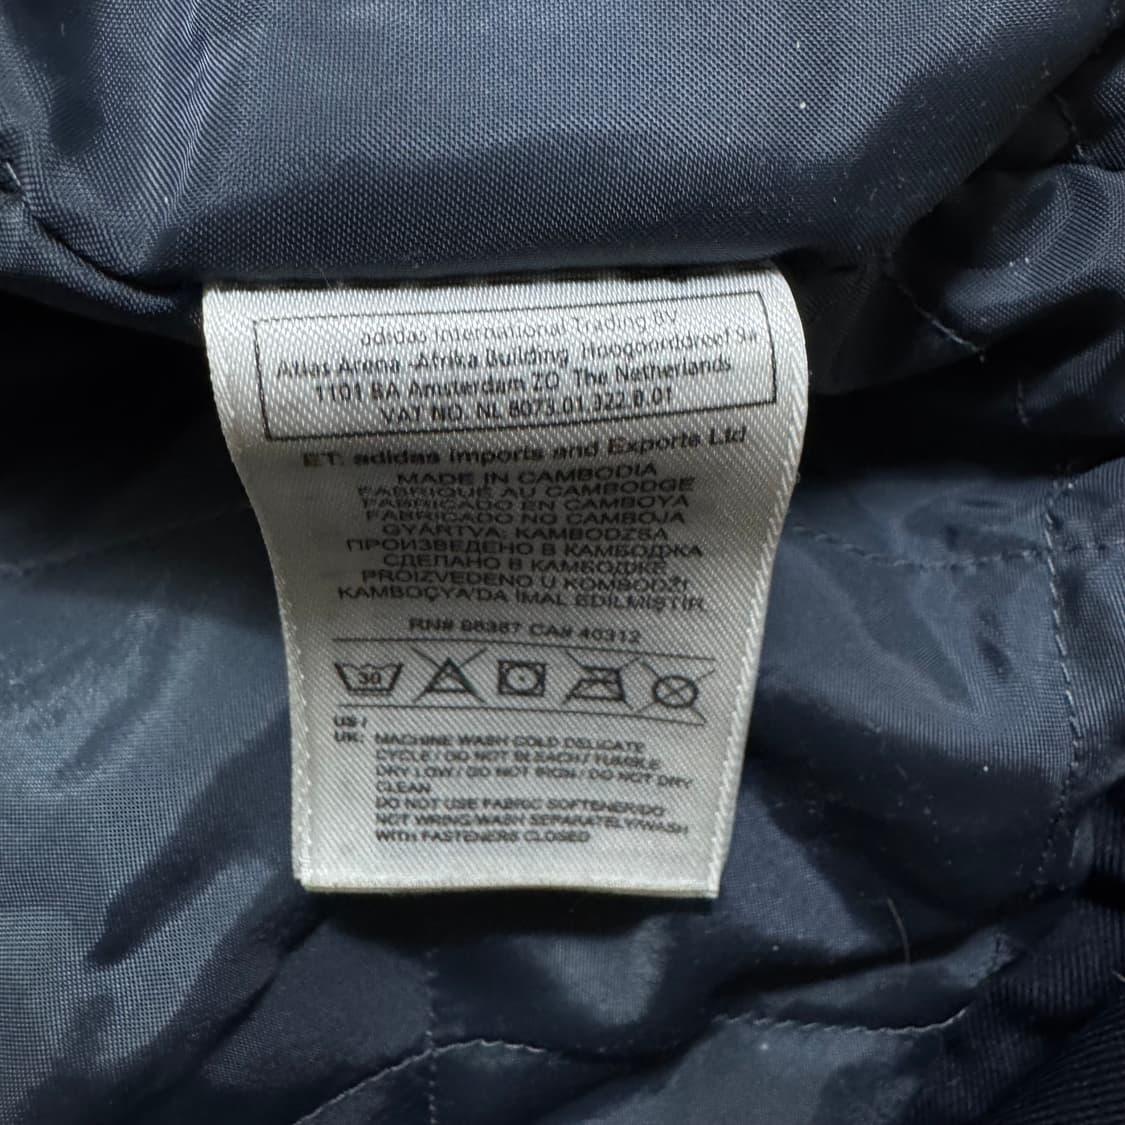 adidas International Trading BV
Atlas Arena -Afrika Building, Hoogoorddreef 9a
1101 BA Amsterdam ZO, The Netherlands
VAT NO. NL 8073.01.322.B.01
ET: adidas Imports and Exports Ltd
MADE IN CAMBODIA
FABRIQUÉ AU CAMBODGE
FABRICADO EN CAMBOYA
FABRICADO NO CAMBOJA
GYÁRTVA: KAMBODZSA
ПРОИЗВЕДЕНО В КАМБОДЖА
СДЕЛАНО В КАМБОДЖЕ
PROIZVEDENO U KOMBODŽI
KAMBOÇYA'DA İMAL EDİLMİŞTİR
RN# 88387 CA# 40312
30
US /
UK: MACHINE WASH COLD DELICATE
CYCLE / DO NOT BLEACH / TUMBLE
DRY LOW / DO NOT IRON / DO NOT DRY
CLEAN
DO NOT USE FABRIC SOFTENER/DO
NOT WRING/WASH SEPARATELY/WASH
WITH FASTENERS CLOSED